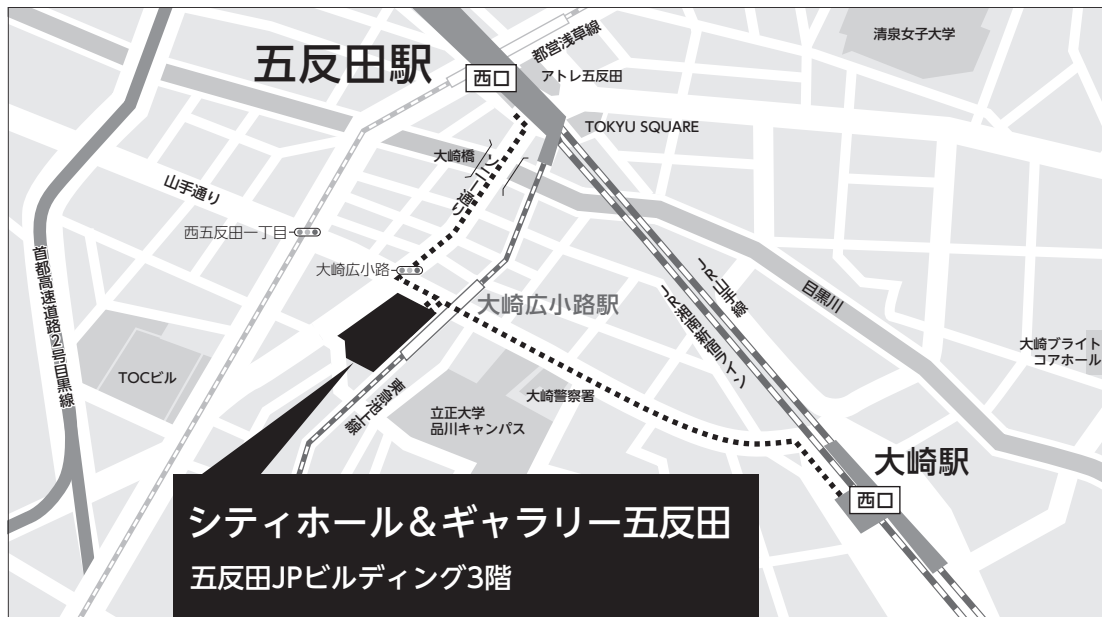 清泉女子大学
都営浅草線
五反田駅
西口
アトレ五反田
TOKYU SQUARE
大崎橋
ソニー通り
山手通り
西五反田一丁目
大崎広小路
首都高速道路2号目黒線
大崎広小路駅
JR山手線
JR湘南新宿ライン
目黒川
大崎ブライト
コアホール
TOCビル
東急池上線
立正大学
品川キャンパス
大崎警察署
大崎駅
西口
シティホール&ギャラリー五反田
五反田JPビルディング3階